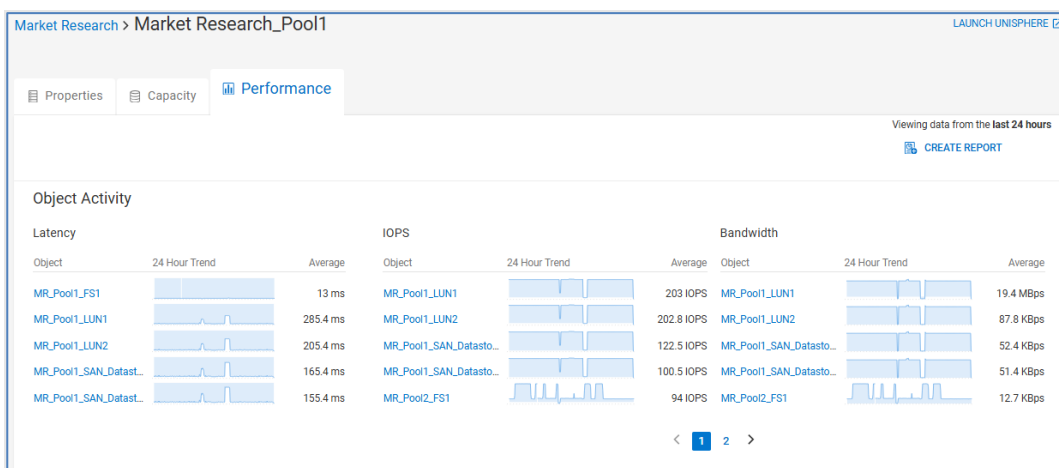 Market Research > Market Research_Pool1
LAUNCH UNISPHERE
Properties
Capacity
Performance
Viewing data from the last 24 hours
CREATE REPORT
Object Activity
Latency
IOPS
Bandwidth
Object 24 Hour Trend Average Object 24 Hour Trend Average Object 24 Hour Trend Average
MR_Pool1_FS1 13 ms MR_Pool1_LUN1 203 IOPS MR_Pool1_LUN1 19.4 MBps
MR_Pool1_LUN1 285.4 ms MR_Pool1_LUN2 202.8 IOPS MR_Pool1_LUN2 87.8 KBps
MR_Pool1_LUN2 205.4 ms MR_Pool1_SAN_Datasto... 122.5 IOPS MR_Pool1_SAN_Datasto... 52.4 KBps
MR_Pool1_SAN_Datast... 165.4 ms MR_Pool1_SAN_Datasto... 100.5 IOPS MR_Pool1_SAN_Datasto... 51.4 KBps
MR_Pool1_SAN_Datast... 155.4 ms MR_Pool2_FS1 94 IOPS MR_Pool2_FS1 12.7 KBps
< 1 2 >